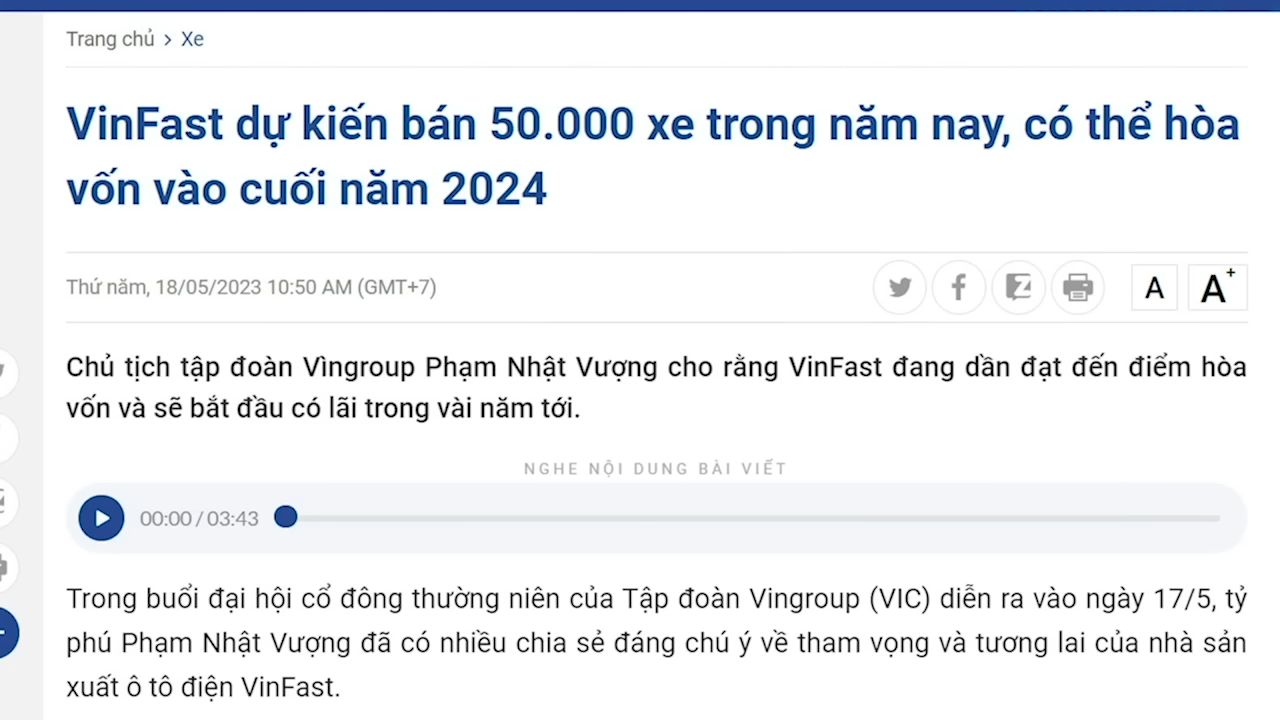 Trang chủ > Xe
VinFast dự kiến bán 50.000 xe trong năm nay, có thể hòa
vốn vào cuối năm 2024
Thứ năm, 18/05/2023 10:50 AM (GMT+7)
A A+
Chủ tịch tập đoàn Vìngroup Phạm Nhật Vượng cho rằng VinFast đang dần đạt đến điểm hòa
vốn và sẽ bắt đầu có lãi trong vài năm tới.
NGHE NỘI DUNG BÀI VIẾT
00:00 / 03:43
Trong buổi đại hội cổ đông thường niên của Tập đoàn Vingroup (VIC) diễn ra vào ngày 17/5, tỷ
phú Phạm Nhật Vượng đã có nhiều chia sẻ đáng chú ý về tham vọng và tương lai của nhà sản
xuất ô tô điện VinFast.